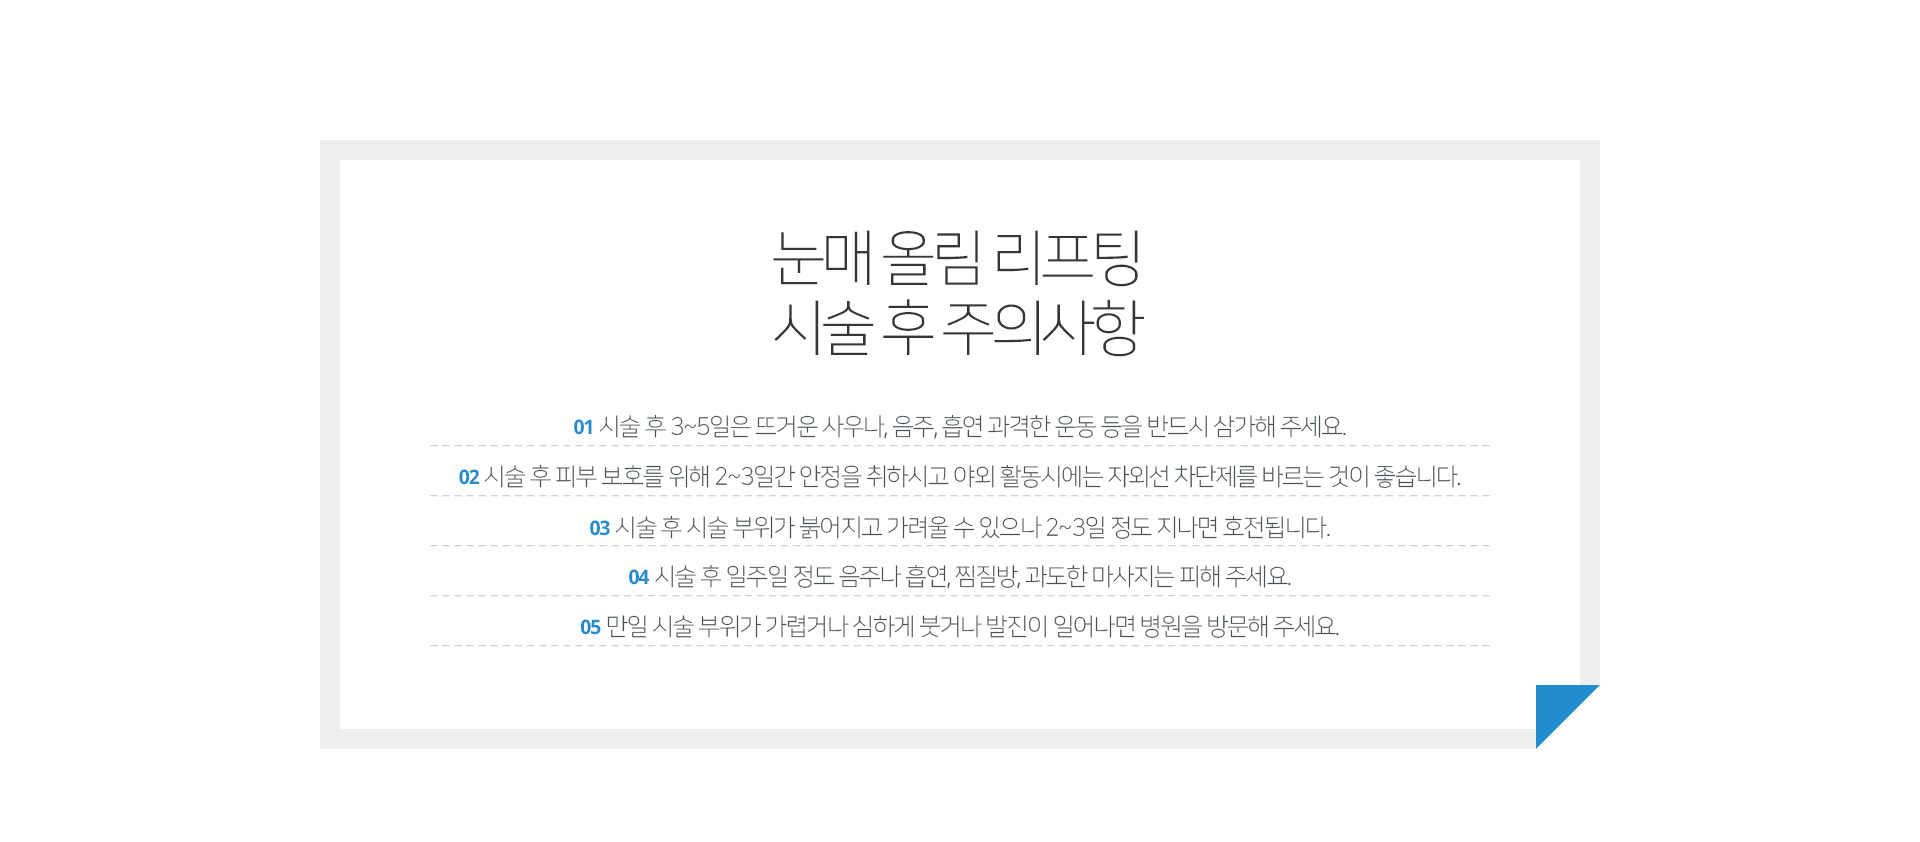 눈매 올림 리프팅
시술 후 주의사항
01 시술 후 3~5일은 뜨거운 사우나, 음주, 흡연 과격한 운동 등을 반드시 삼가해 주세요.
02 시술 후 피부 보호를 위해 2~3일간 안정을 취하시고 야외 활동시에는 자외선 차단제를 바르는 것이 좋습니다.
03 시술 후 시술 부위가 붉어지고 가려울 수 있으나 2~3일 정도 지나면 호전됩니다.
04 시술 후 일주일 정도 음주나 흡연, 찜질방, 과도한 마사지는 피해 주세요.
05 만일 시술 부위가 가렵거나 심하게 붓거나 발진이 일어나면 병원을 방문해 주세요.